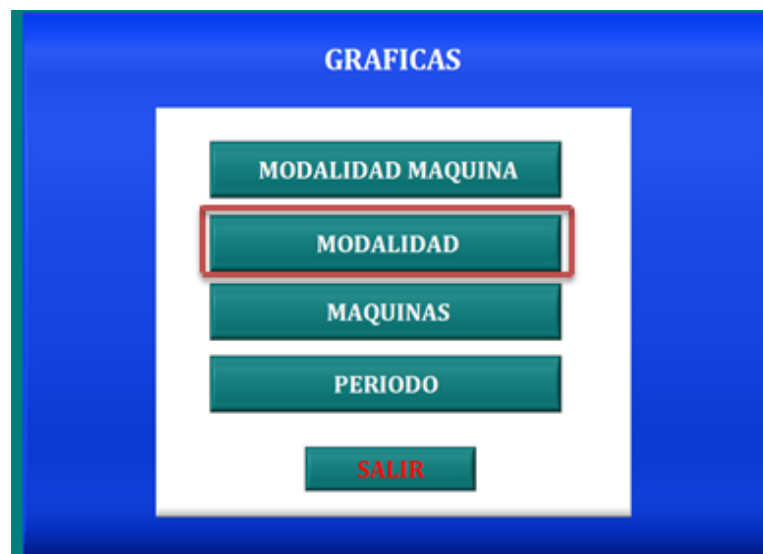 GRAFICAS
MODALIDAD MAQUINA
MODALIDAD
MAQUINAS
PERIODO
SALIR